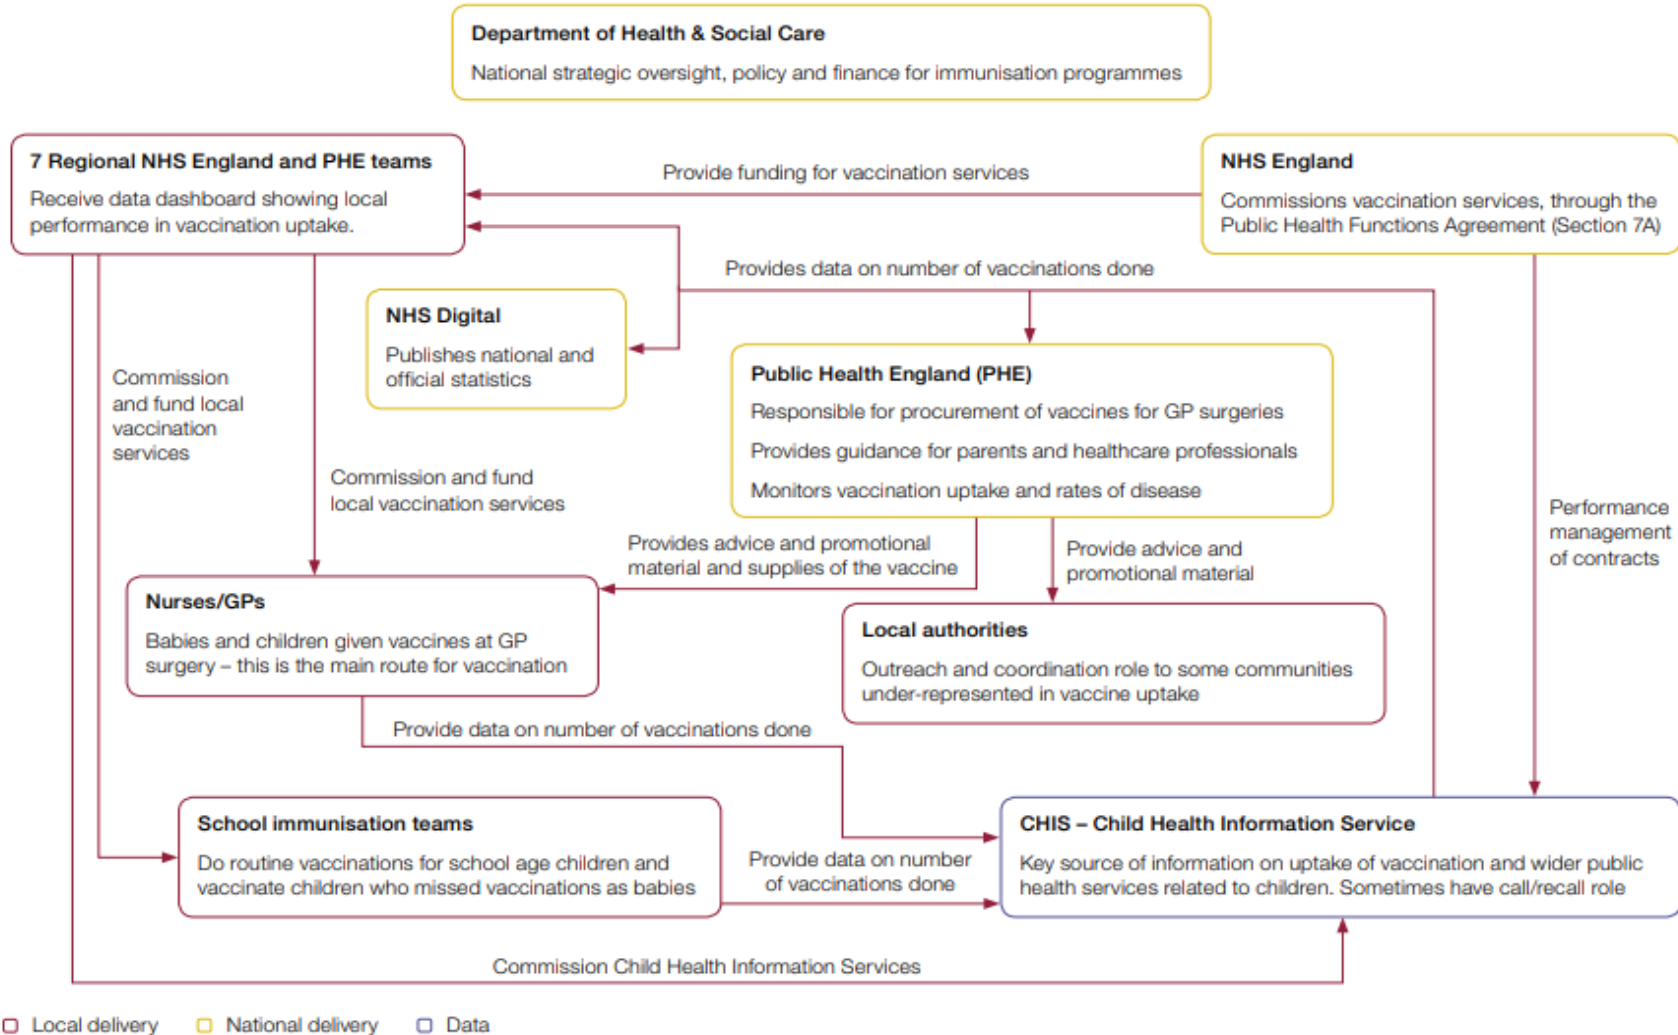 Department of Health & Social Care
National strategic oversight, policy and finance for immunisation programmes
7 Regional NHS England and PHE teams
Receive data dashboard showing local
performance in vaccination uptake.
Provide funding for vaccination services
NHS England
Commissions vaccination services, through the
Public Health Functions Agreement (Section 7A)
Provides data on number of vaccinations done
NHS Digital
Publishes national and
official statistics
Public Health England (PHE)
Responsible for procurement of vaccines for GP surgeries
Provides guidance for parents and healthcare professionals
Monitors vaccination uptake and rates of disease
Commission
and fund local
vaccination
services
Commission and fund
local vaccination services
Performance
management
of contracts
Provides advice and promotional
material and supplies of the vaccine
Provide advice and
promotional material
Nurses/GPs
Babies and children given vaccines at GP
surgery – this is the main route for vaccination
Local authorities
Outreach and coordination role to some communities
under-represented in vaccine uptake
Provide data on number of vaccinations done
School immunisation teams
Do routine vaccinations for school age children and
vaccinate children who missed vaccinations as babies
Provide data on number
of vaccinations done
CHIS – Child Health Information Service
Key source of information on uptake of vaccination and wider public
health services related to children. Sometimes have call/recall role
Commission Child Health Information Services
Local delivery
National delivery
Data